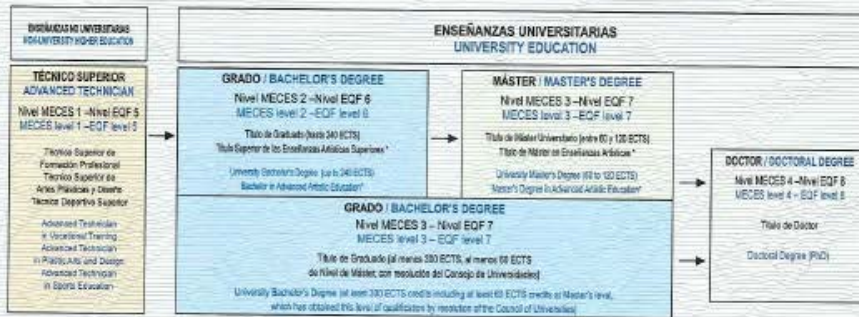 ENSEÑANZAS NO UNIVERSITARIAS
NON-UNIVERSITY HIGHER EDUCATION
ENSEÑANZAS UNIVERSITARIAS
UNIVERSITY EDUCATION
TÉCNICO SUPERIOR
ADVANCED TECHNICIAN
Nivel MECES 1 –Nivel EQF 5
MECES level 1 –EQF level 5
Técnico Superior de
Formación Profesional
Técnico Superior de
Artes Plásticas y Diseño
Técnico Deportivo Superior
Advanced Technician
in Vocational Training
Advanced Technician
in Plastic Arts and Design
Advanced Technician
in Sports Education
GRADO / BACHELOR'S DEGREE
Nivel MECES 2 –Nivel EQF 6
MECES level 2 –EQF level 6
Título de Graduado (hasta 240 ECTS)
Título Superior de las Enseñanzas Artísticas Superiores *
University Bachelor's Degree (up to 240 ECTS)
Bachelor in Advanced Artistic Education*
MÁSTER / MASTER'S DEGREE
Nivel MECES 3 –Nivel EQF 7
MECES level 3 –EQF level 7
Título de Máster Universitario (entre 60 y 120 ECTS)
Título de Máster en Enseñanzas Artísticas *
University Master's Degree (60 to 120 ECTS)
Master's Degree in Advanced Artistic Education*
GRADO / BACHELOR'S DEGREE
Nivel MECES 3 – Nivel EQF 7
MECES level 3 – EQF level 7
Título de Graduado (al menos 300 ECTS, al menos 60 ECTS
de Nivel de Máster, con resolución del Consejo de Universidades)
University Bachelor's Degree (at least 300 ECTS credits including at least 60 ECTS credits at Master's level,
which has obtained this level of qualification by resolution of the Council of Universities)
DOCTOR / DOCTORAL DEGREE
Nivel MECES 4 –Nivel EQF 8
MECES level 4 – EQF level 8
Título de Doctor
Doctoral Degree (PhD)